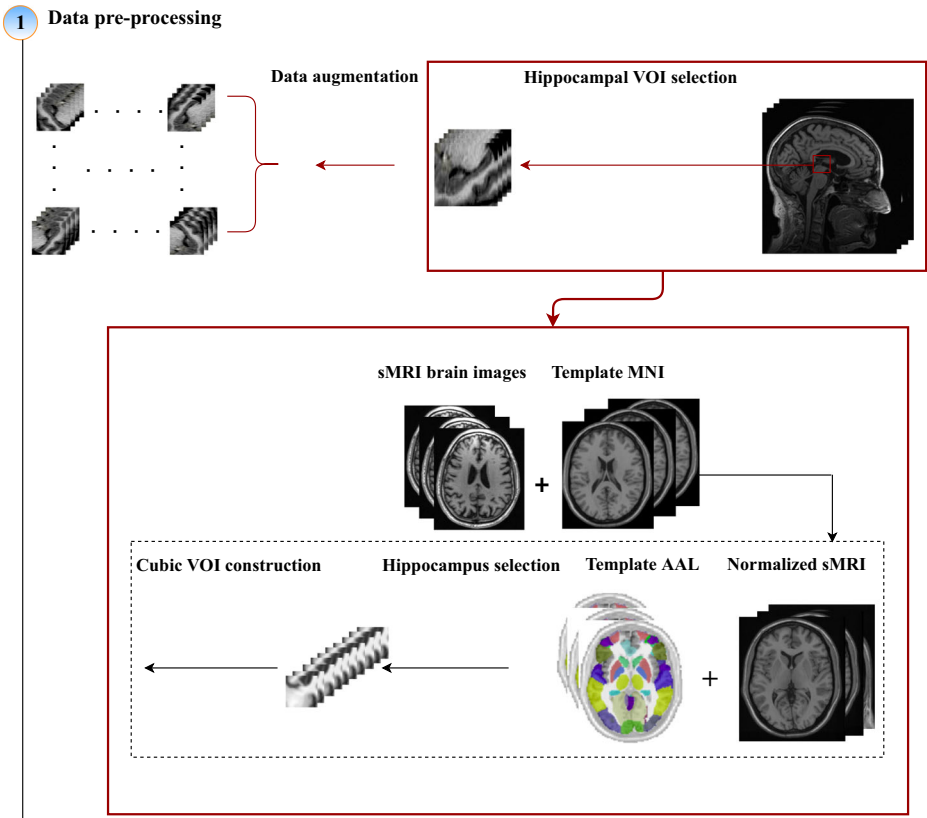 1
Data pre-processing
Data augmentation
Hippocampal VOI selection
sMRI brain images
Template MNI
+
Cubic VOI construction
Hippocampus selection
Template AAL
Normalized sMRI
+